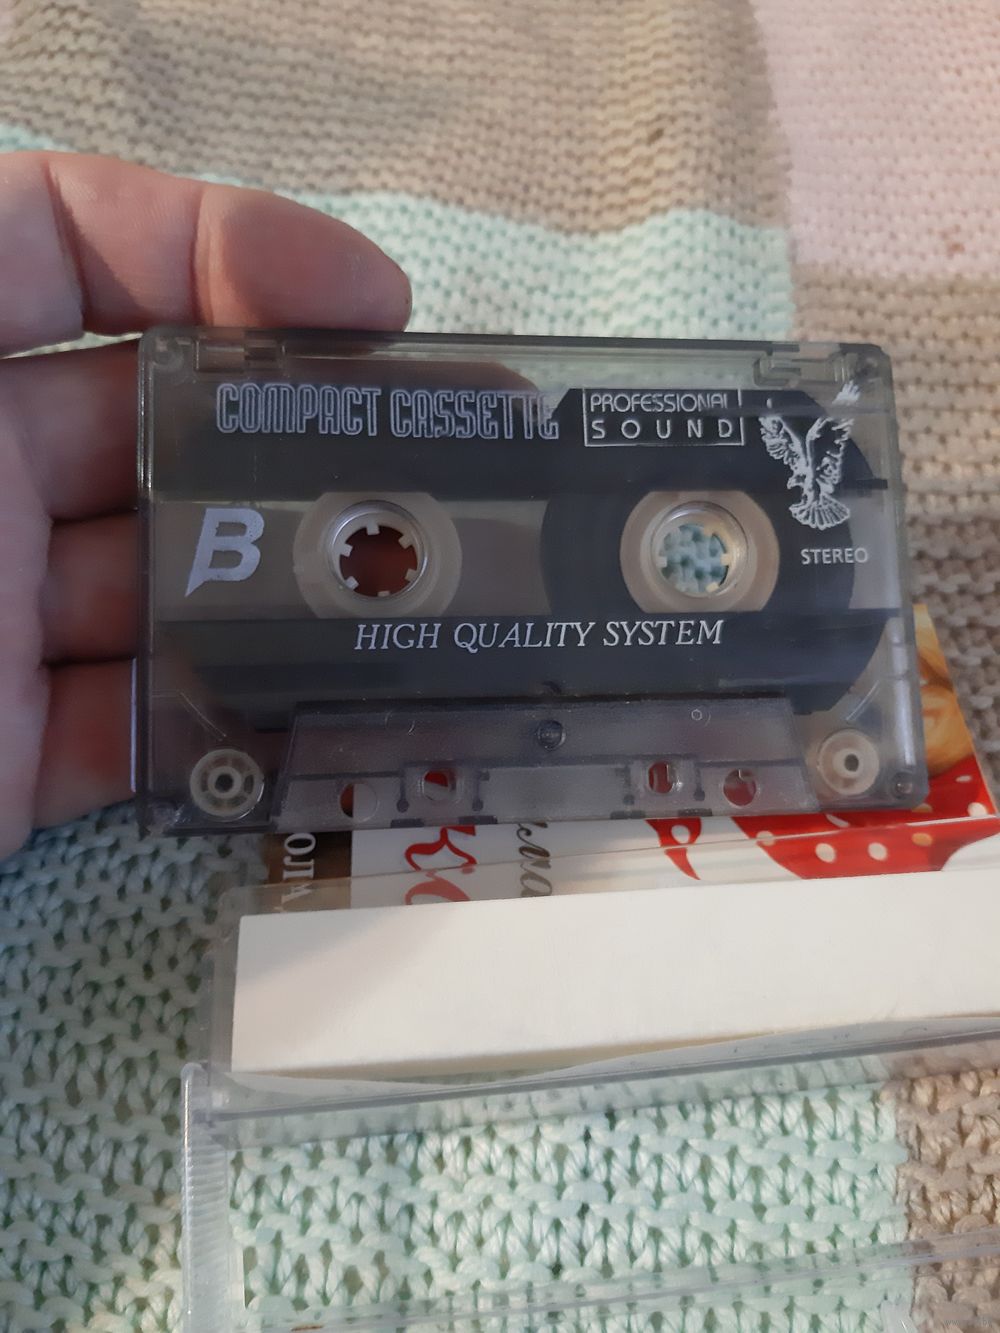 COMPACT CASSETTE
PROFESSIONAL
SOUND
B
STEREO
HIGH QUALITY SYSTEM